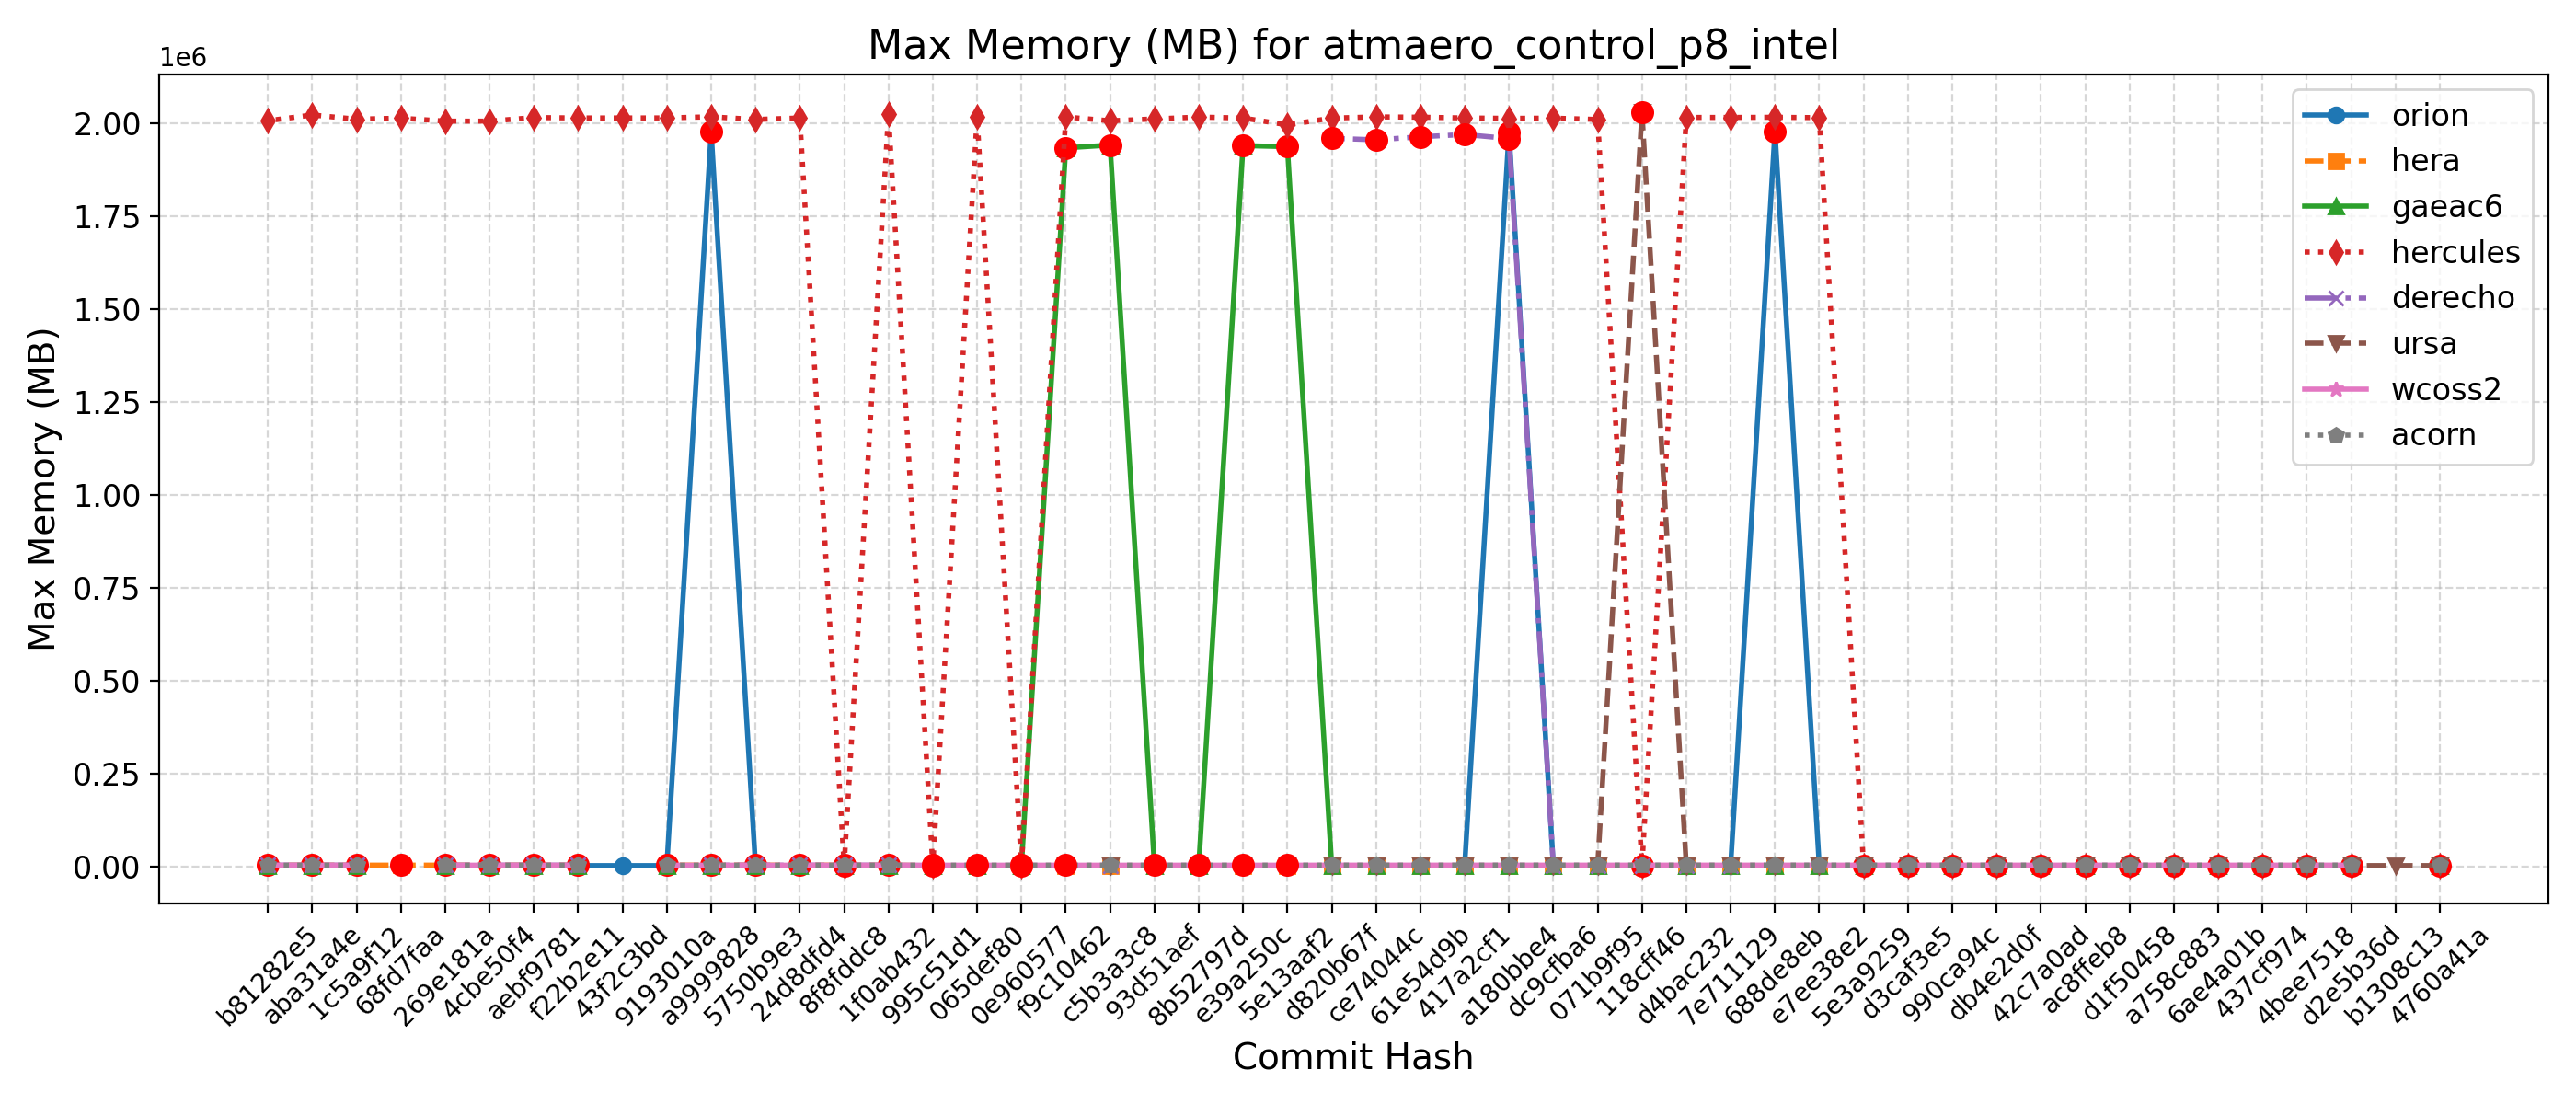 Max Memory (MB) for atmaero_control_p8_intel
1e6
2.00
1.75
1.50
1.25
1.00
0.75
0.50
0.25
0.00
Max Memory (MB)
orion
hera
gaeac6
hercules
derecho
ursa
wcoss2
acorn
b81282e5
aba31a4e
1c5a9f12
68fd7faa
269e181a
4cbe50f4
aebf9781
f22b2e11
43f2c3bd
9193010a
a9999828
5750b9e3
24d8dfd4
8f8fddc8
1f0ab432
995c51d1
065def80
0e960577
f9c10462
c5b3a3c8
93d51aef
8b52797d
e39a250c
5e13aaf2
d820b67f
ce74044c
61e54d9b
417a2cf1
a180bbe4
dc9cfba6
071b9f95
118cff46
d4bac232
7e711129
688de8eb
e7ee38e2
5e3a9259
d3caf3e5
990ca94c
db4e2d0f
42c7a0ad
ac8ffeb8
d1f50458
a758c883
6ae4a01b
437cf974
4bee7518
d2e5b36d
b1308c13
4760a41a
Commit Hash